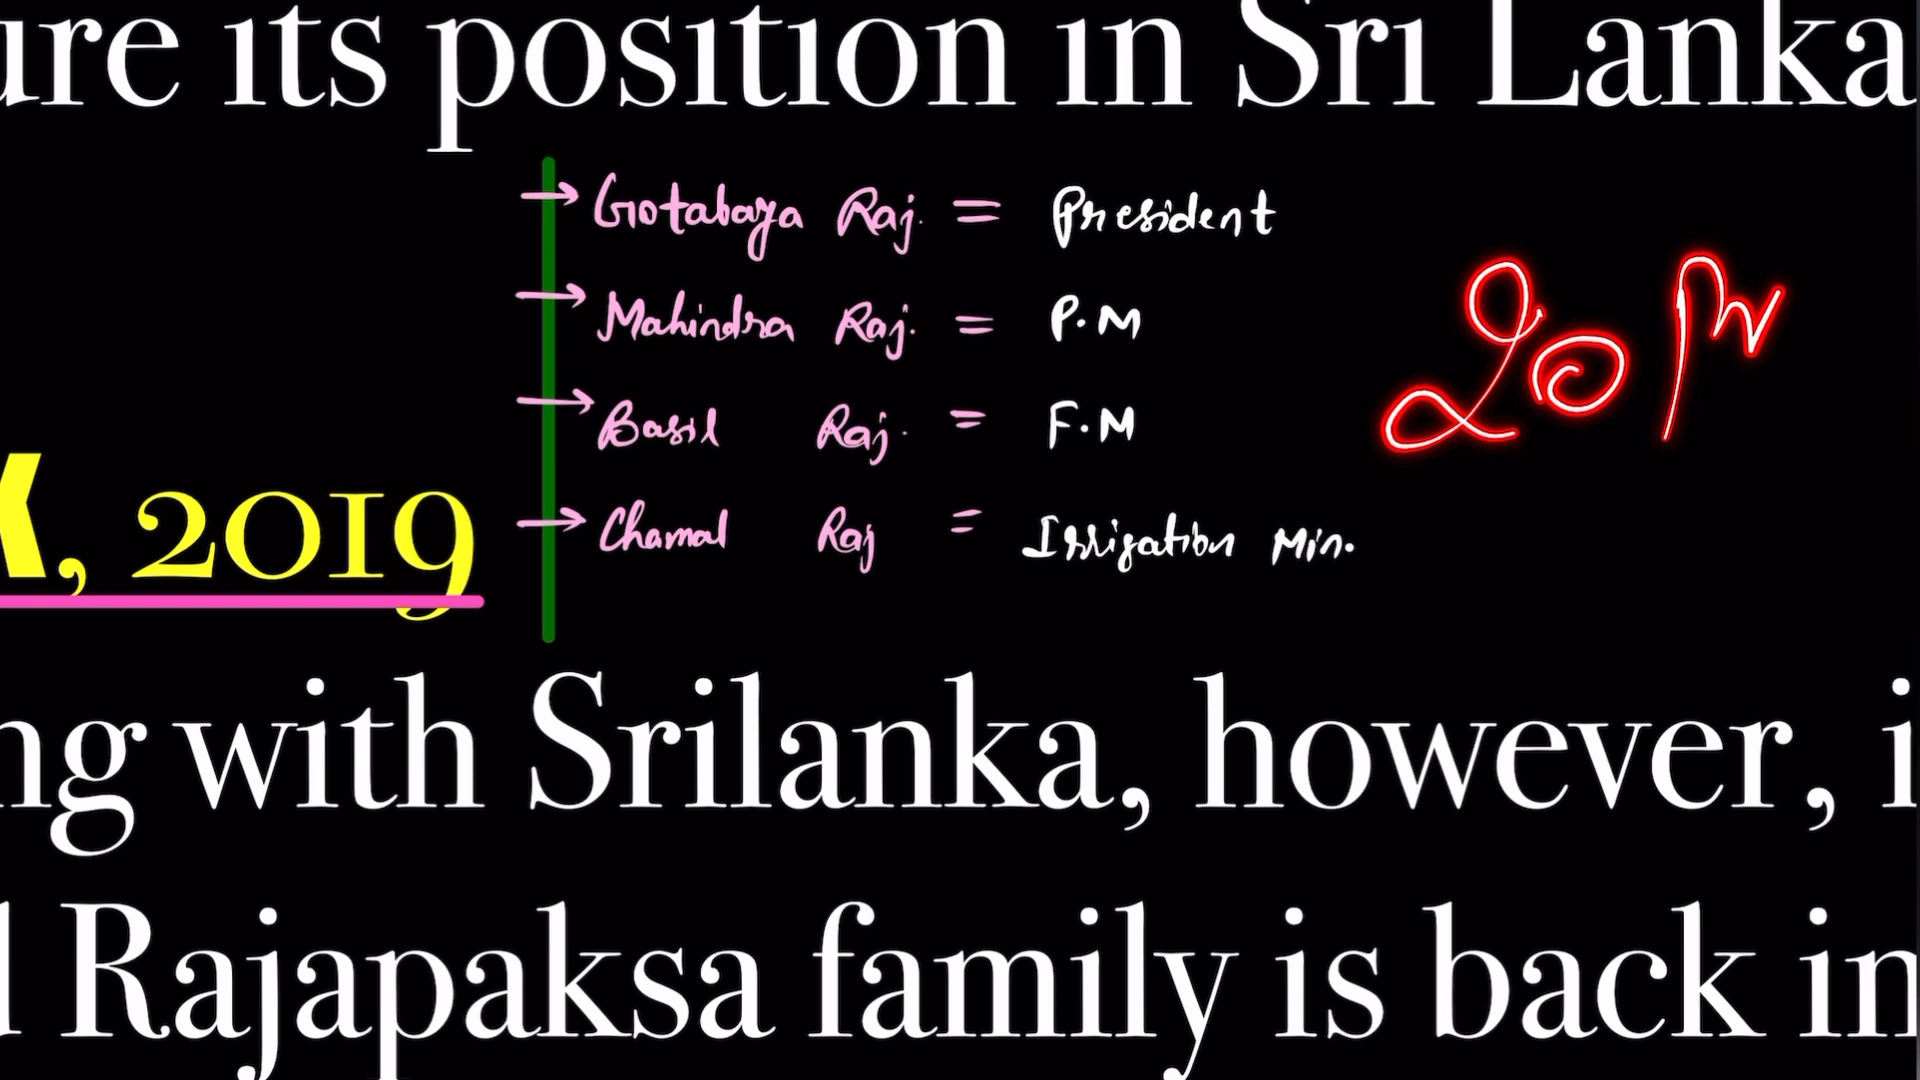 ure its position in Sri Lanka
→ Gotabaya Raj. = President
→ Mahindra Raj. = P.M
→ Basil Raj. = F.M
, 2019
→ Chamal Raj = Irrigation Min.
ng with Srilanka, however, i
Rajapaksa family is back in